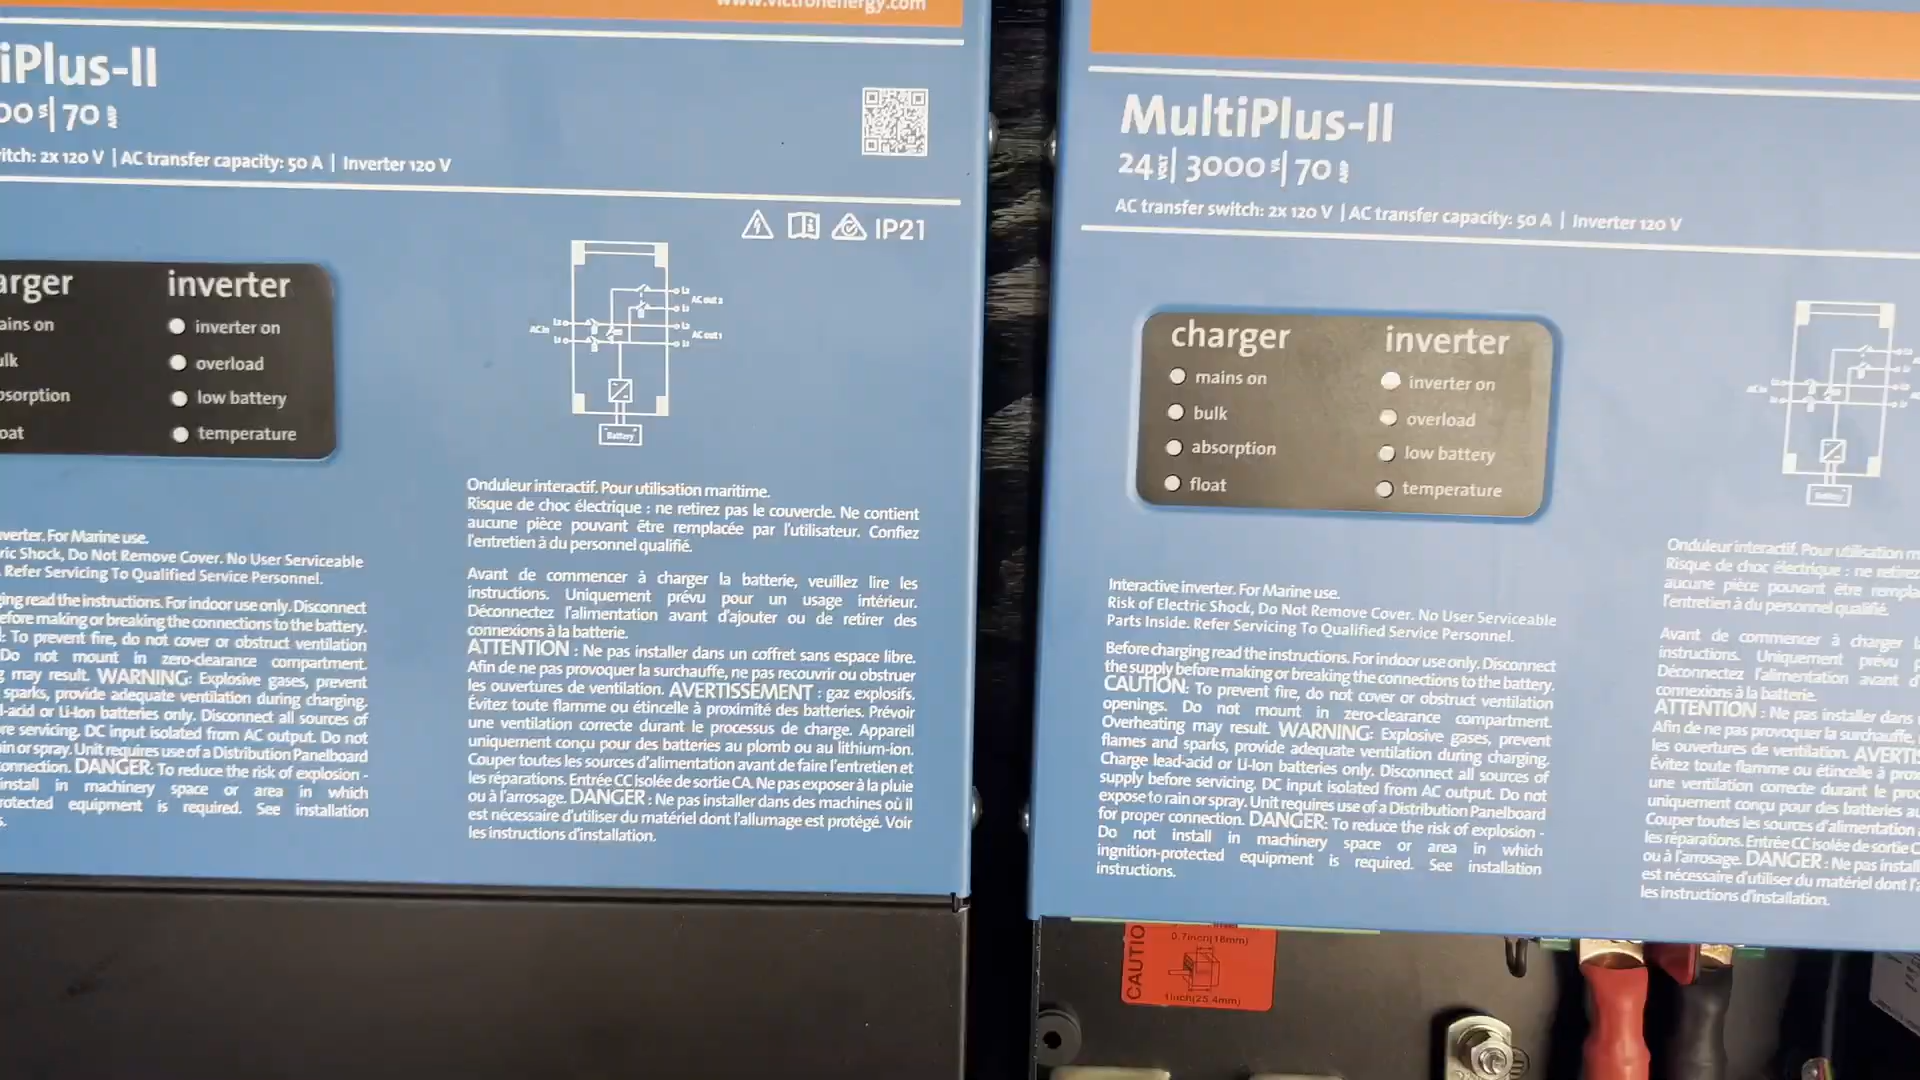 www.victronenergy.com
iPlus-II
00 VA | 70 AMP
itch: 2x 120 V | AC transfer capacity: 50 A | Inverter 120 V
IP21
arger
inverter
ains on
inverter on
ulk
overload
bsorption
low battery
oat
temperature
AC in
L2
L1
L2
L1
AC out 2
L2
L1
AC out 1
Battery
nverter. For Marine use.
ric Shock, Do Not Remove Cover. No User Serviceable
. Refer Servicing To Qualified Service Personnel.
ing read the instructions. For indoor use only. Disconnect
efore making or breaking the connections to the battery.
: To prevent fire, do not cover or obstruct ventilation
Do not mount in zero-clearance compartment.
g may result. WARNING: Explosive gases, prevent
sparks, provide adequate ventilation during charging.
-acid or Li-Ion batteries only. Disconnect all sources of
re servicing. DC input isolated from AC output. Do not
in or spray. Unit requires use of a Distribution Panelboard
onnection. DANGER: To reduce the risk of explosion -
install in machinery space or area in which
rotected equipment is required. See installation
s.
Onduleur interactif. Pour utilisation maritime.
Risque de choc électrique : ne retirez pas le couvercle. Ne contient
aucune pièce pouvant être remplacée par l'utilisateur. Confiez
l'entretien à du personnel qualifié.
Avant de commencer à charger la batterie, veuillez lire les
instructions. Uniquement prévu pour un usage intérieur.
Déconnectez l'alimentation avant d'ajouter ou de retirer des
connexions à la batterie.
ATTENTION : Ne pas installer dans un coffret sans espace libre.
Afin de ne pas provoquer la surchauffe, ne pas recouvrir ou obstruer
les ouvertures de ventilation. AVERTISSEMENT : gaz explosifs.
Évitez toute flamme ou étincelle à proximité des batteries. Prévoir
une ventilation correcte durant le processus de charge. Appareil
uniquement conçu pour des batteries au plomb ou au lithium-ion.
Couper toutes les sources d'alimentation avant de faire l'entretien et
les réparations. Entrée CC isolée de sortie CA. Ne pas exposer à la pluie
ou à l'arrosage. DANGER : Ne pas installer dans des machines où il
est nécessaire d'utiliser du matériel dont l'allumage est protégé. Voir
les instructions d'installation.
MultiPlus-II
24 VOLT | 3000 VA | 70 AMP
AC transfer switch: 2x 120 V | AC transfer capacity: 50 A | Inverter 120 V
charger
inverter
mains on
inverter on
bulk
overload
absorption
low battery
float
temperature
AC in
Battery
Interactive inverter. For Marine use.
Risk of Electric Shock, Do Not Remove Cover. No User Serviceable
Parts Inside. Refer Servicing To Qualified Service Personnel.
Before charging read the instructions. For indoor use only. Disconnect
the supply before making or breaking the connections to the battery.
CAUTION: To prevent fire, do not cover or obstruct ventilation
openings. Do not mount in zero-clearance compartment.
Overheating may result. WARNING: Explosive gases, prevent
flames and sparks, provide adequate ventilation during charging.
Charge lead-acid or Li-Ion batteries only. Disconnect all sources of
supply before servicing. DC input isolated from AC output. Do not
expose to rain or spray. Unit requires use of a Distribution Panelboard
for proper connection. DANGER: To reduce the risk of explosion -
Do not install in machinery space or area in which
ingnition-protected equipment is required. See installation
instructions.
Onduleur interactif. Pour utilisation m
Risque de choc électrique : ne retirez
aucune pièce pouvant être rempla
l'entretien à du personnel qualifié.
Avant de commencer à charger l
instructions. Uniquement prévu p
Déconnectez l'alimentation avant d'
connexions à la batterie.
ATTENTION : Ne pas installer dans
Afin de ne pas provoquer la surchauffe,
les ouvertures de ventilation. AVERTIS
Évitez toute flamme ou étincelle à prox
une ventilation correcte durant le proc
uniquement conçu pour des batteries au
Couper toutes les sources d'alimentation
les réparations. Entrée CC isolée de sortie C
ou à l'arrosage. DANGER : Ne pas install
est nécessaire d'utiliser du matériel dont l'a
les instructions d'installation.
CAUTIO
0.7inch(18mm)
1inch(25.4mm)